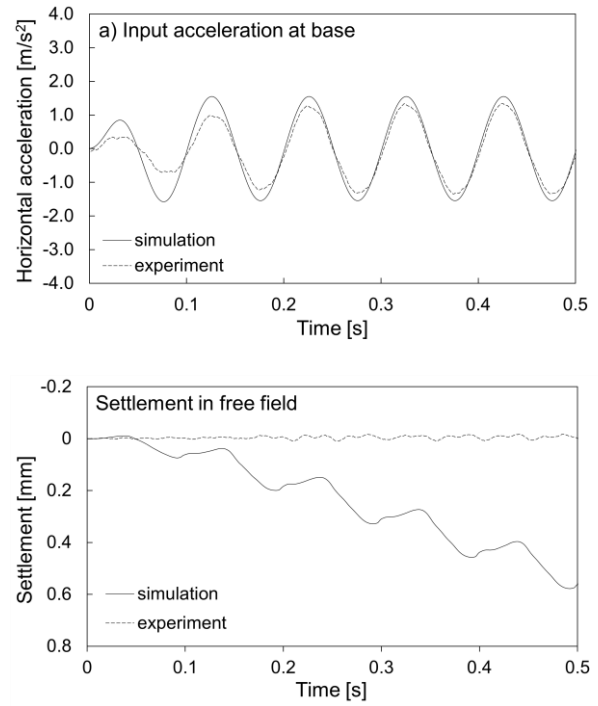 a) Input acceleration at base
Horizontal acceleration [m/s²]
4.0
3.0
2.0
1.0
0.0
-1.0
-2.0
-3.0
-4.0
simulation
experiment
0 0.1 0.2 0.3 0.4 0.5
Time [s]
Settlement in free field
Settlement [mm]
-0.2
0
0.2
0.4
0.6
0.8
simulation
experiment
0 0.1 0.2 0.3 0.4 0.5
Time [s]